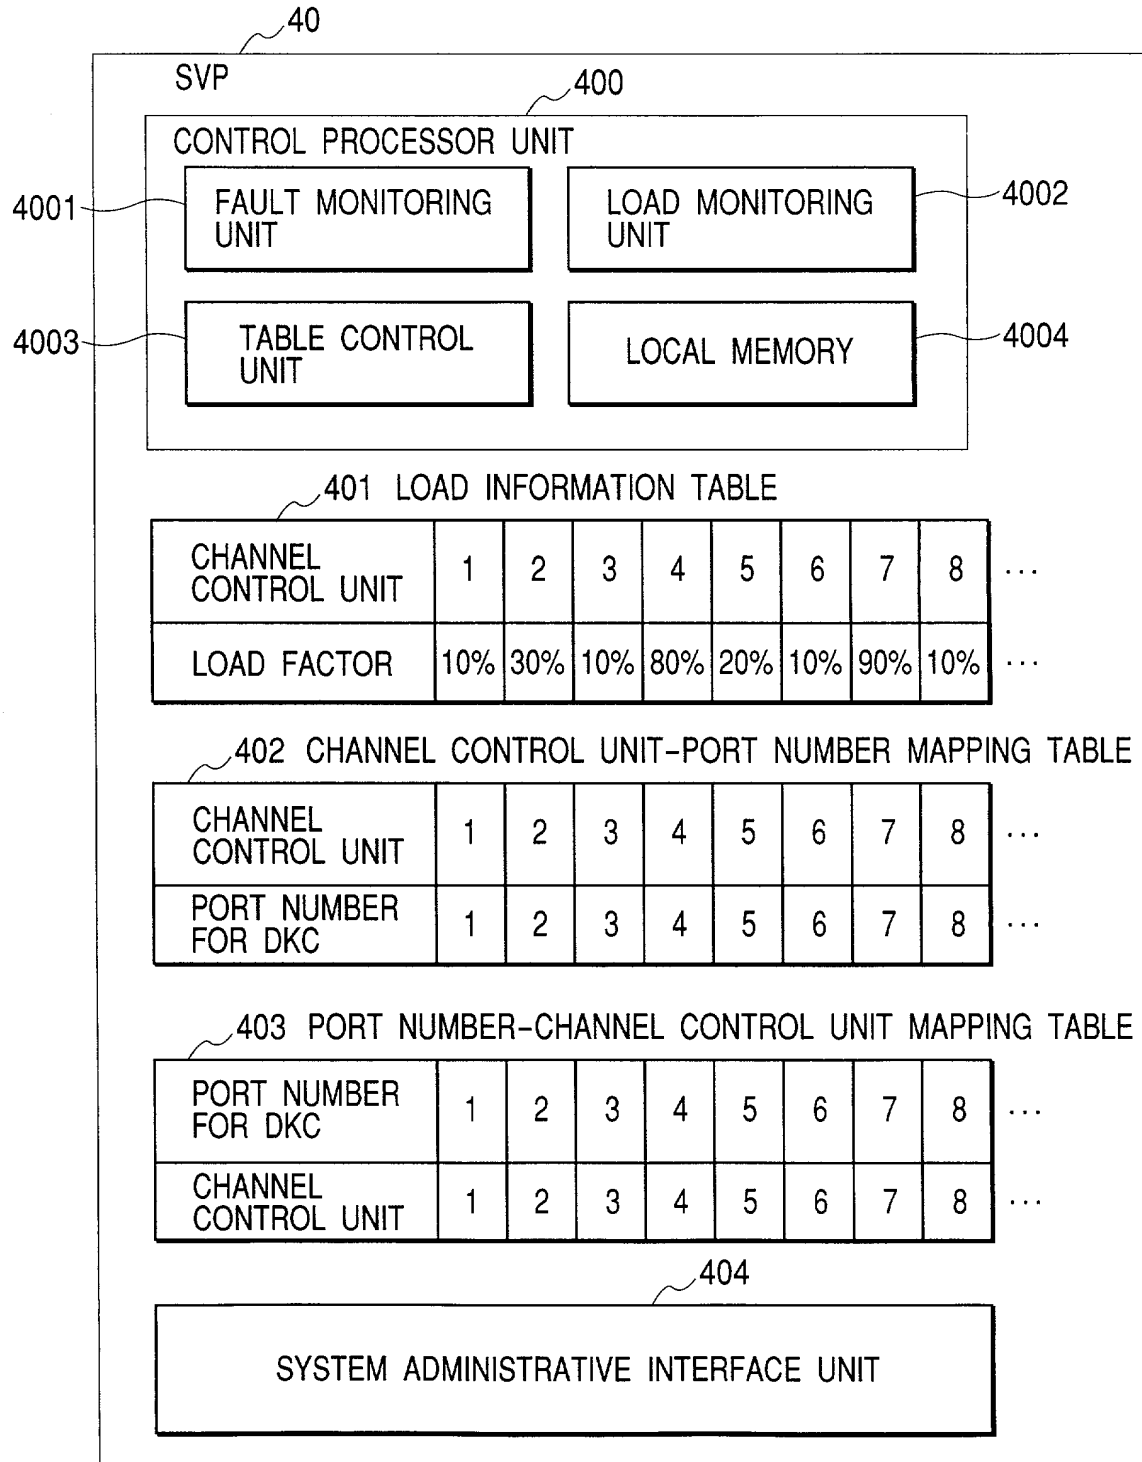 40
SVP
400
CONTROL PROCESSOR UNIT
4001
FAULT MONITORING
UNIT
LOAD MONITORING
UNIT
4002
4003
TABLE CONTROL
UNIT
LOCAL MEMORY
4004
401 LOAD INFORMATION TABLE
CHANNEL
CONTROL UNIT
1 2 3 4 5 6 7 8 ...
LOAD FACTOR 10% 30% 10% 80% 20% 10% 90% 10% ...
402 CHANNEL CONTROL UNIT-PORT NUMBER MAPPING TABLE
CHANNEL
CONTROL UNIT
1 2 3 4 5 6 7 8 ...
PORT NUMBER
FOR DKC
1 2 3 4 5 6 7 8 ...
403 PORT NUMBER-CHANNEL CONTROL UNIT MAPPING TABLE
PORT NUMBER
FOR DKC
1 2 3 4 5 6 7 8 ...
CHANNEL
CONTROL UNIT
1 2 3 4 5 6 7 8 ...
404
SYSTEM ADMINISTRATIVE INTERFACE UNIT